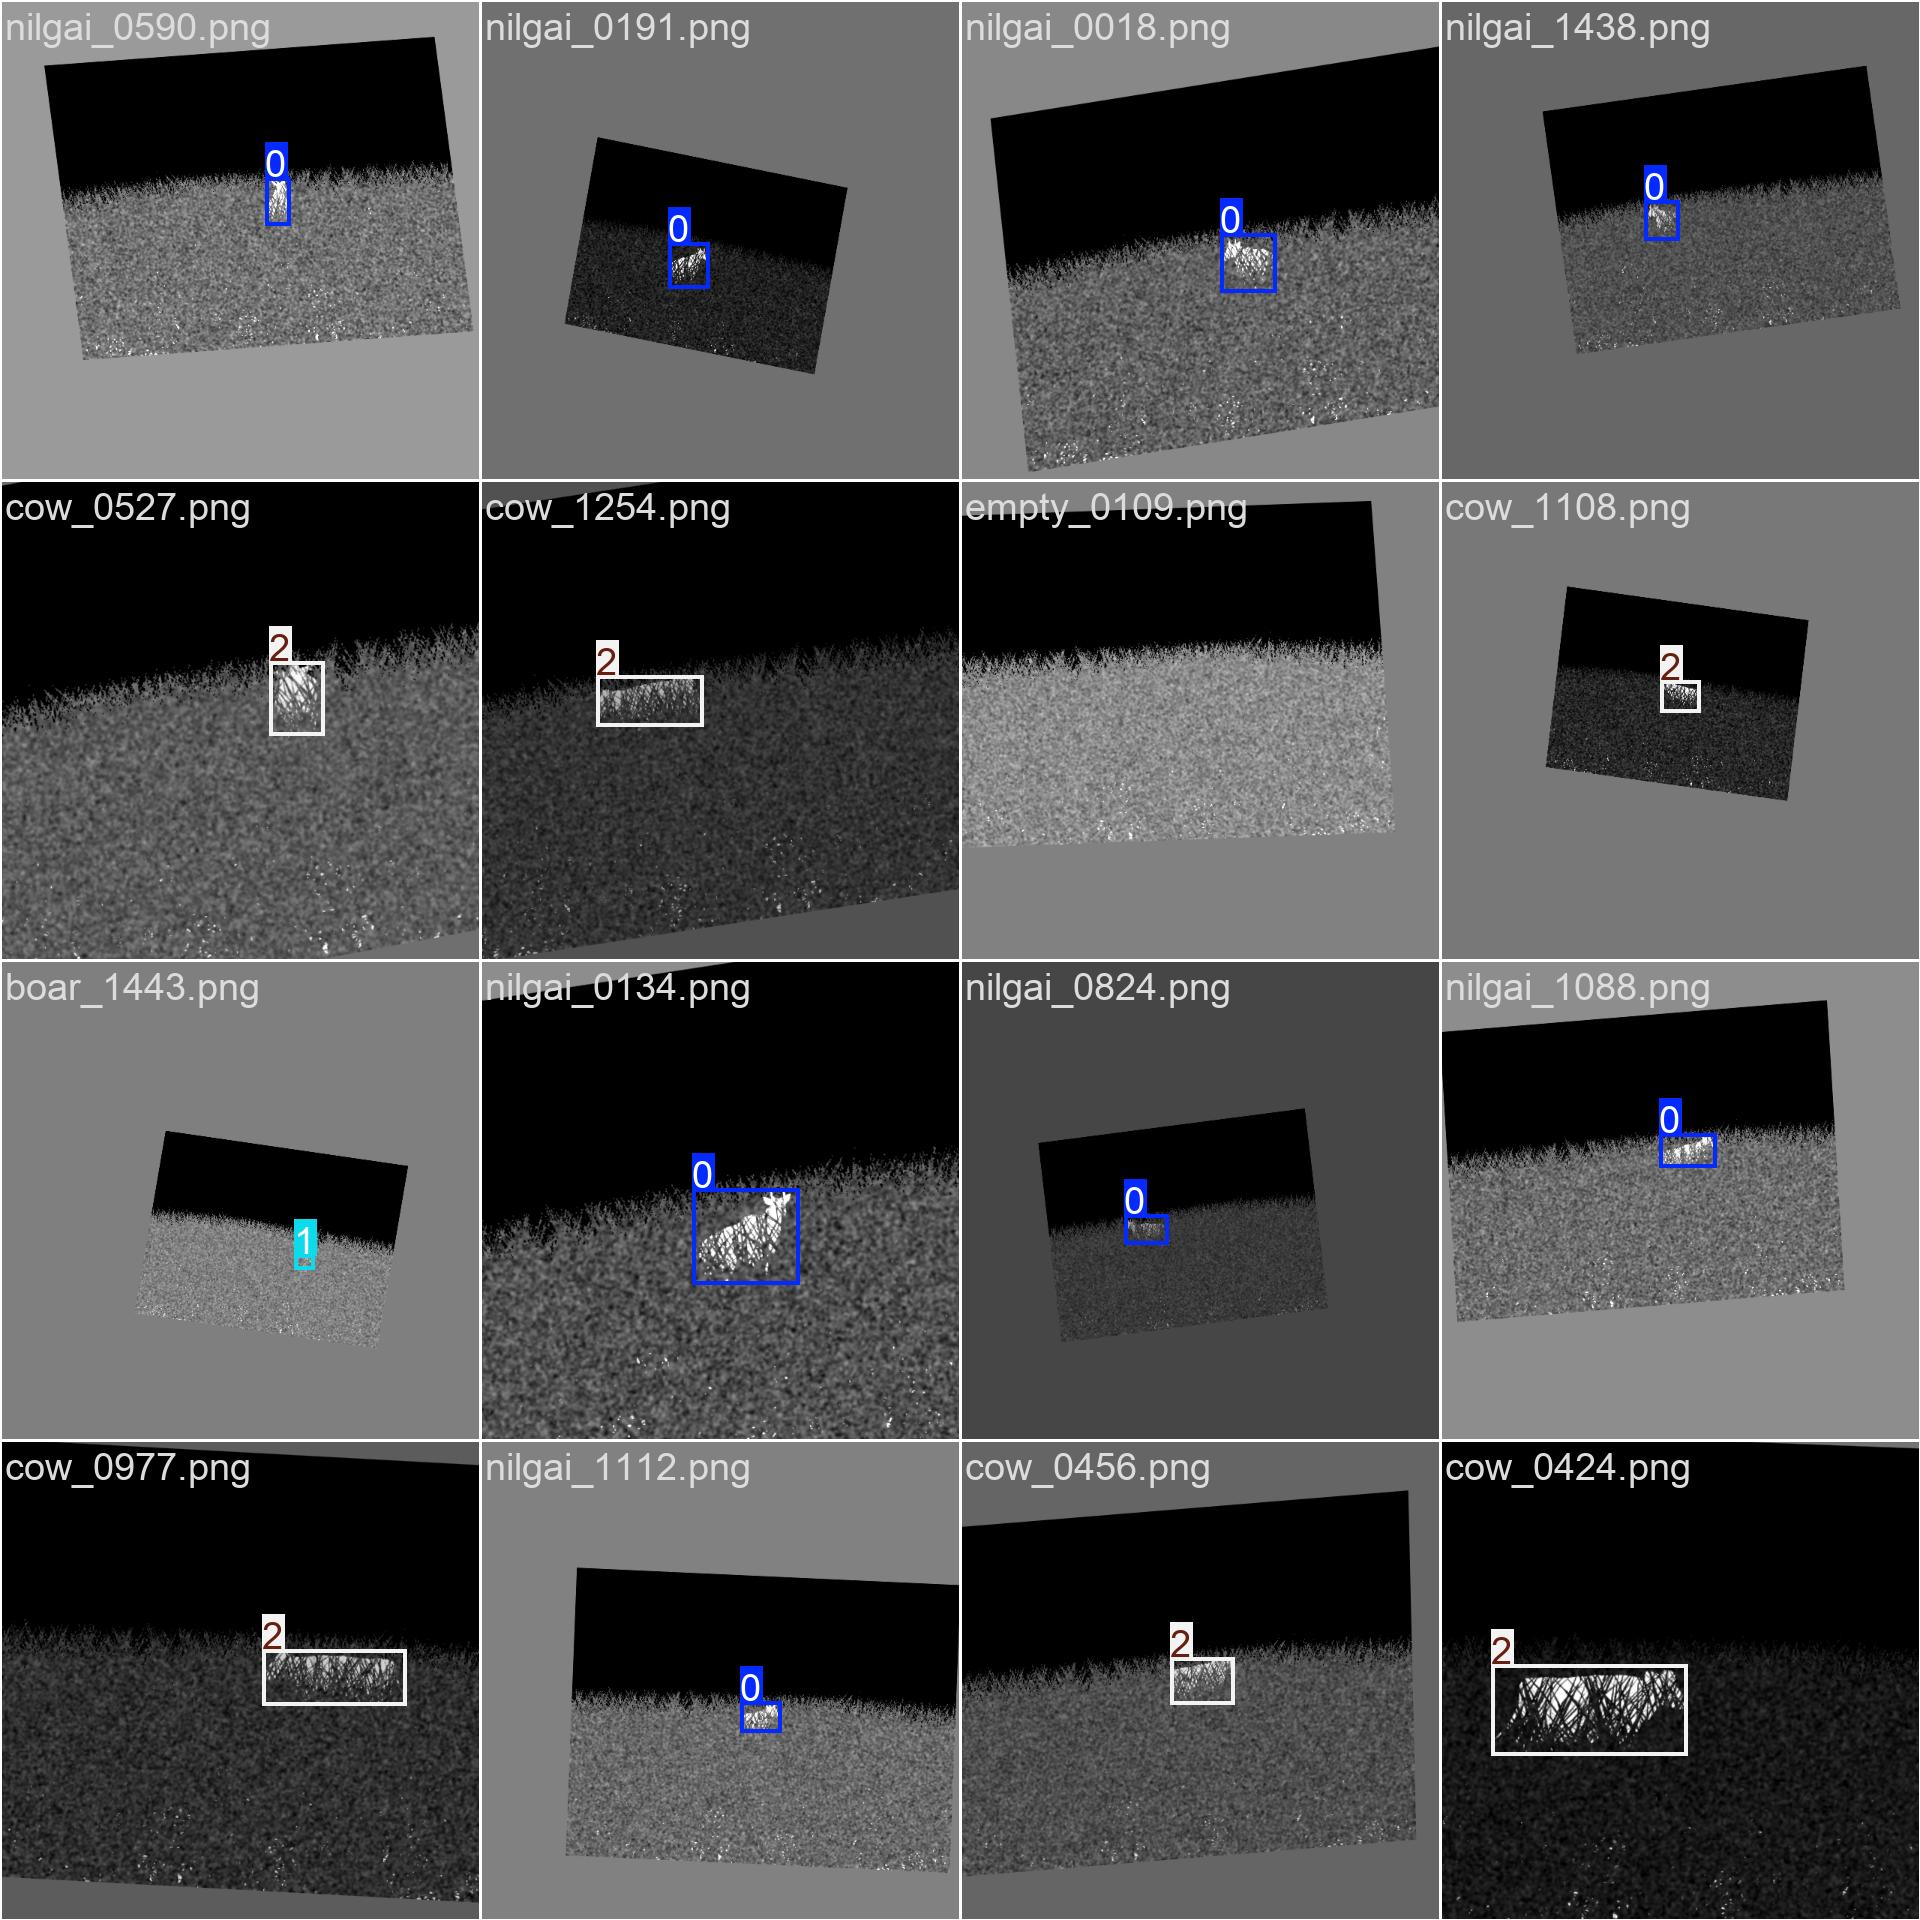 nilgai_0590.png
nilgai_0191.png
nilgai_0018.png
nilgai_1438.png
0
0
0
0
cow_0527.png
cow_1254.png
empty_0109.png
cow_1108.png
2
2
2
boar_1443.png
nilgai_0134.png
nilgai_0824.png
nilgai_1088.png
1
0
0
0
cow_0977.png
nilgai_1112.png
cow_0456.png
cow_0424.png
2
0
2
2